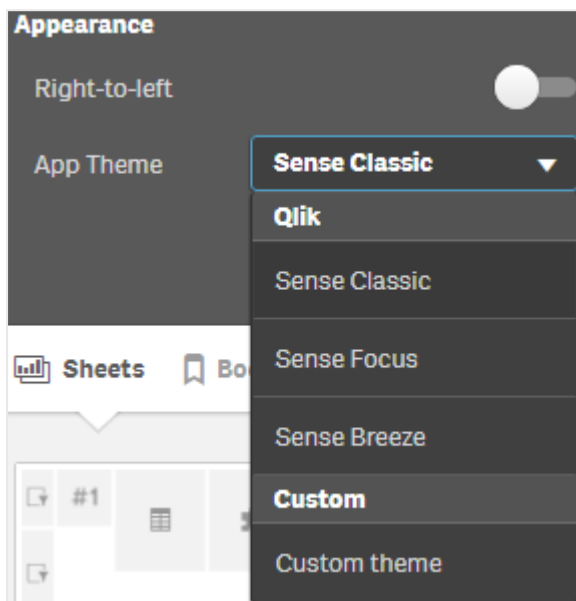 Appearance
Right-to-left
App Theme
Sense Classic
Qlik
Sense Classic
Sense Focus
Sheets
Sense Breeze
Custom
#1
Custom theme